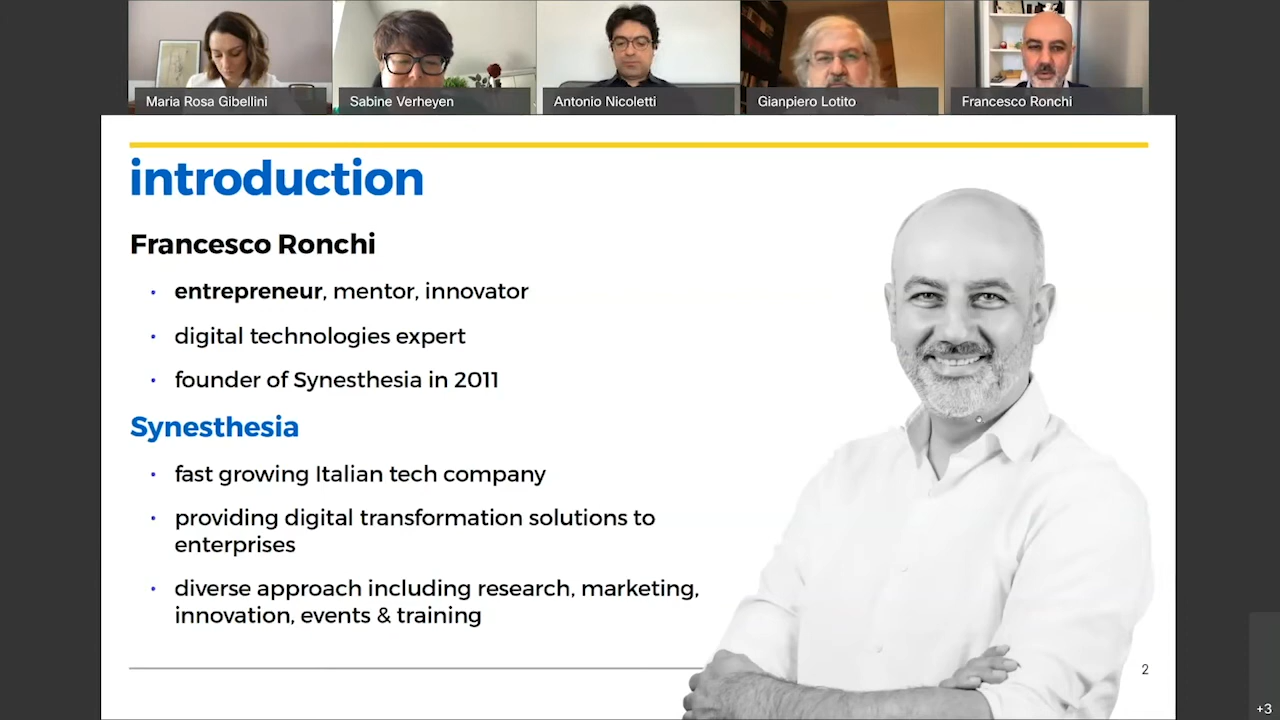 Maria Rosa Gibellini
Sabine Verheyen
Antonio Nicoletti
Gianpiero Lotito
Francesco Ronchi
introduction
Francesco Ronchi
• entrepreneur, mentor, innovator
• digital technologies expert
• founder of Synesthesia in 2011
Synesthesia
• fast growing Italian tech company
• providing digital transformation solutions to
enterprises
• diverse approach including research, marketing,
innovation, events & training
2
+3